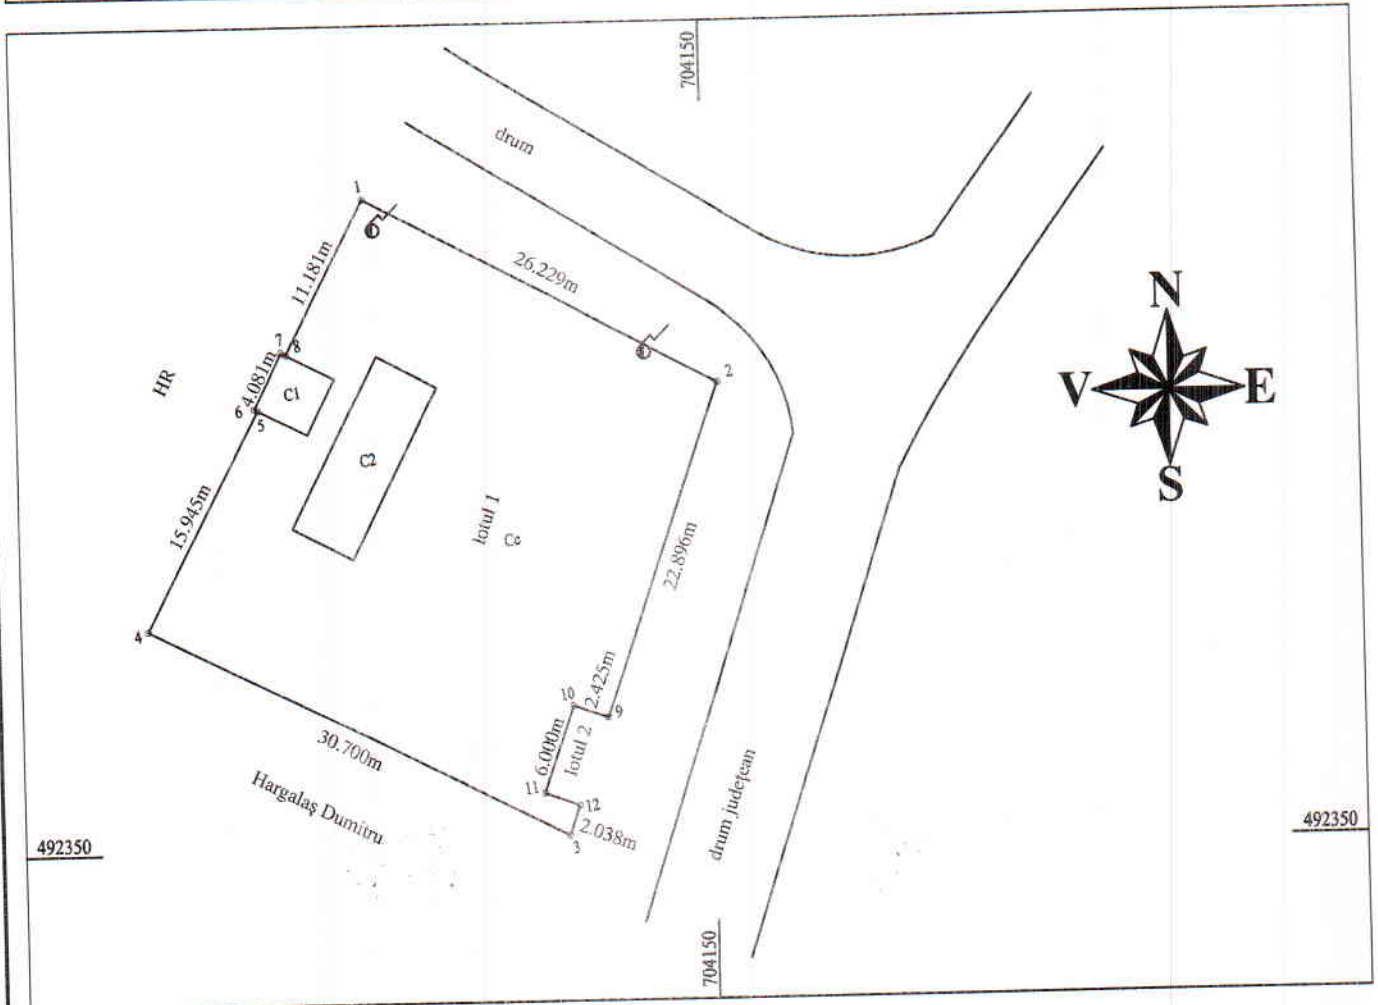 704150
drum
1
11.181m
26.229m
N
7
8
2
HR
4.081m
C1
V
E
6
5
C2
S
15.945m
lotul 1
Cc
22.896m
4
2.425m
10
9
6.000m
lotul 2
30.700m
11
12
2.038m
3
Hargalaş Dumitru
drum judeţean
492350
492350
704150